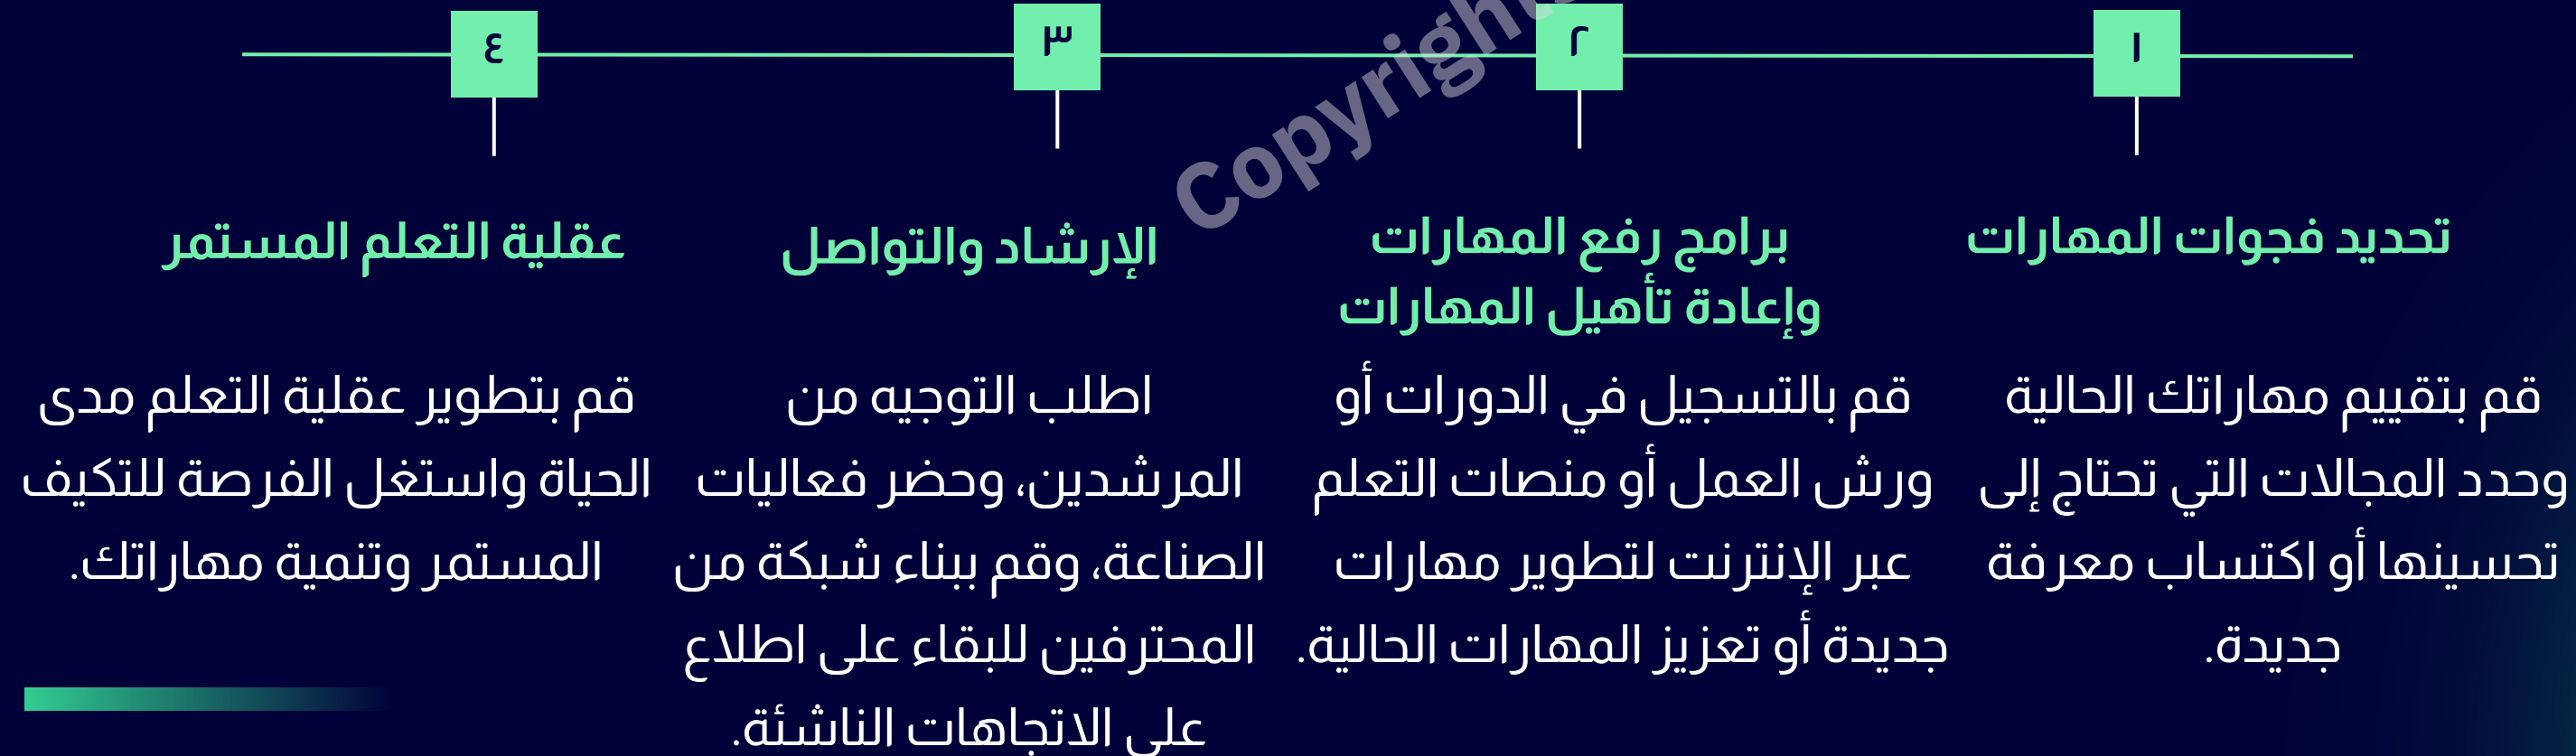 ١
تحديد فجوات المهارات
قم بتقييم مهاراتك الحالية
وحدد المجالات التي تحتاج إلى
تحسينها أو اكتساب معرفة
جديدة.
٢
برامج رفع المهارات
وإعادة تأهيل المهارات
قم بالتسجيل في الدورات أو
ورش العمل أو منصات التعلم
عبر الإنترنت لتطوير مهارات
جديدة أو تعزيز المهارات الحالية.
٣
الإرشاد والتواصل
اطلب التوجيه من
المرشدين، وحضر فعاليات
الصناعة، وقم ببناء شبكة من
المحترفين للبقاء على اطلاع
على الاتجاهات الناشئة.
٤
عقلية التعلم المستمر
قم بتطوير عقلية التعلم مدى
الحياة واستغل الفرصة للتكيف
المستمر وتنمية مهاراتك.
Copyright